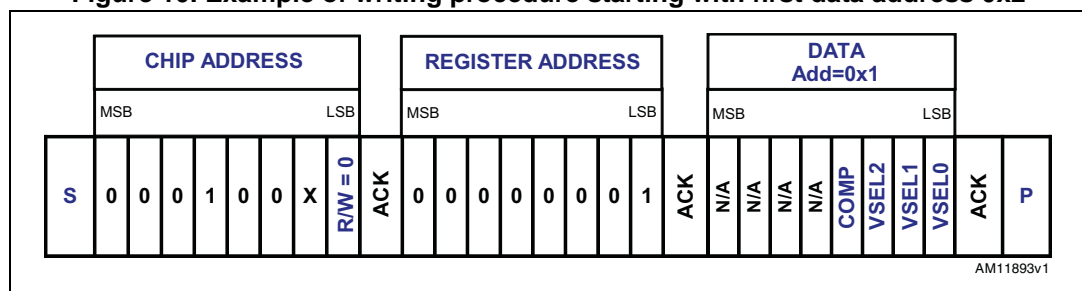 Figure Example of writing procedure starting with first data address 0x2
CHIP ADDRESS REGISTER ADDRESS DATA
Add=0x1
MSB LSB MSB LSB MSB LSB
S 0 0 0 1 0 0 X R/W = 0 ACK 0 0 0 0 0 0 0 1 ACK N/A N/A N/A N/A COMP VSEL2 VSEL1 VSEL0 ACK P
AM11893v1